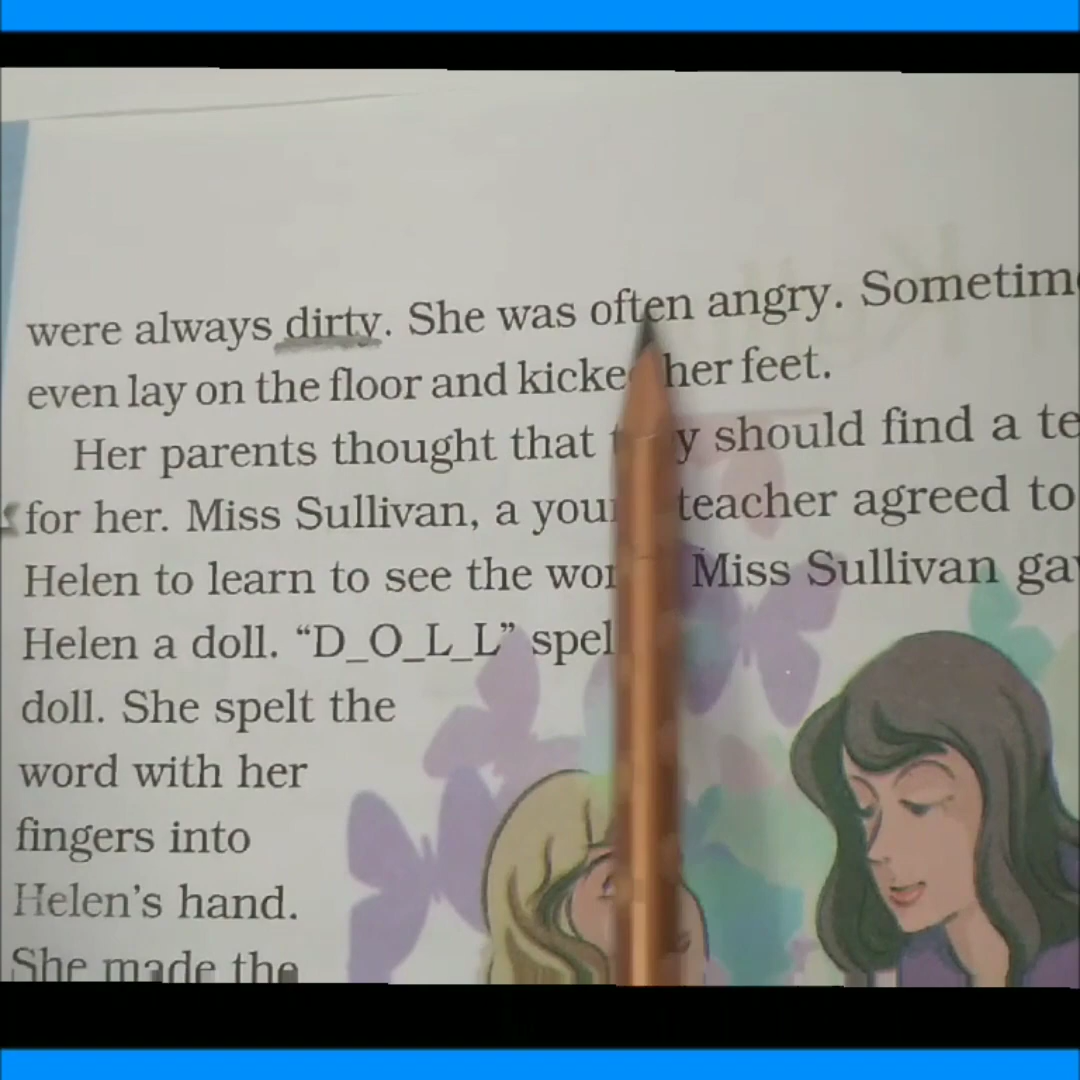 were always dirty. She was often angry. Sometim
even lay on the floor and kicke her feet.
Her parents thought that y should find a te
for her. Miss Sullivan, a you teacher agreed to
Helen to learn to see the wor Miss Sullivan ga
Helen a doll. “D_O_L_L” spel
doll. She spelt the
word with her
fingers into
Helen's hand.
She made the